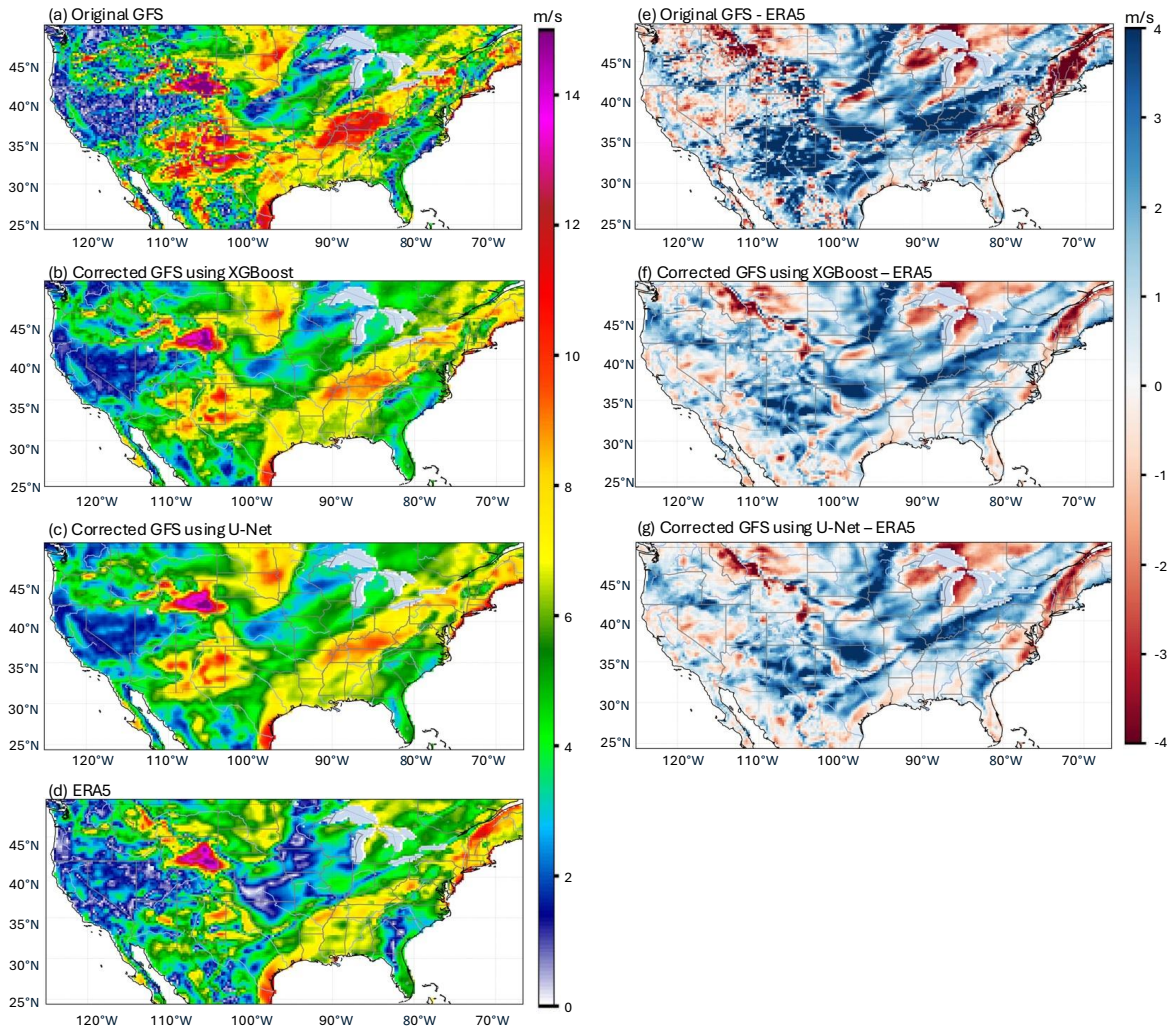 (a) Original GFS
m/s
45°N
40°N
35°N
30°N
25°N
120°W 110°W 100°W 90°W 80°W 70°W
(b) Corrected GFS using XGBoost
45°N
40°N
35°N
30°N
25°N
120°W 110°W 100°W 90°W 80°W 70°W
(c) Corrected GFS using U-Net
45°N
40°N
35°N
30°N
25°N
120°W 110°W 100°W 90°W 80°W 70°W
(d) ERA5
45°N
40°N
35°N
30°N
25°N
120°W 110°W 100°W 90°W 80°W 70°W
14
12
10
8
6
4
2
0
(e) Original GFS - ERA5
m/s
45°N
40°N
35°N
30°N
25°N
120°W 110°W 100°W 90°W 80°W 70°W
(f) Corrected GFS using XGBoost – ERA5
45°N
40°N
35°N
30°N
25°N
120°W 110°W 100°W 90°W 80°W 70°W
(g) Corrected GFS using U-Net – ERA5
45°N
40°N
35°N
30°N
25°N
120°W 110°W 100°W 90°W 80°W 70°W
4
3
2
1
0
-1
-2
-3
-4